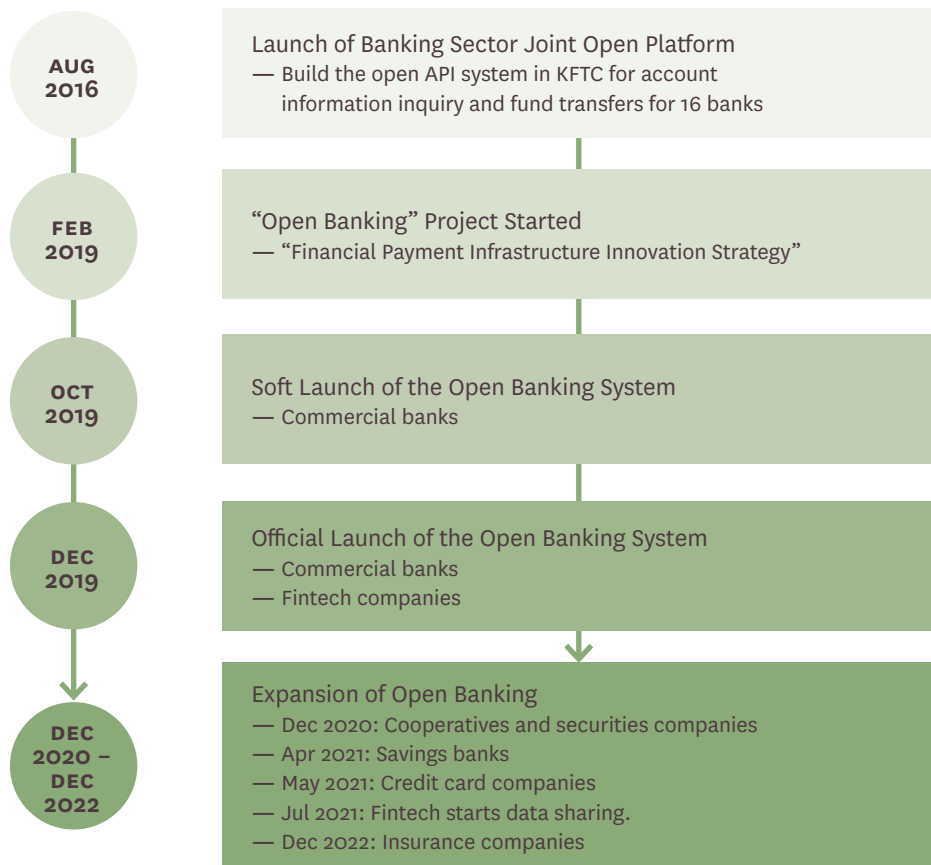 AUG
2016
Launch of Banking Sector Joint Open Platform
— Build the open API system in KFTC for account
information inquiry and fund transfers for 16 banks
FEB
2019
“Open Banking” Project Started
— “Financial Payment Infrastructure Innovation Strategy”
OCT
2019
Soft Launch of the Open Banking System
— Commercial banks
DEC
2019
Official Launch of the Open Banking System
— Commercial banks
— Fintech companies
DEC
2020 –
DEC
2022
Expansion of Open Banking
— Dec 2020: Cooperatives and securities companies
— Apr 2021: Savings banks
— May 2021: Credit card companies
— Jul 2021: Fintech starts data sharing.
— Dec 2022: Insurance companies